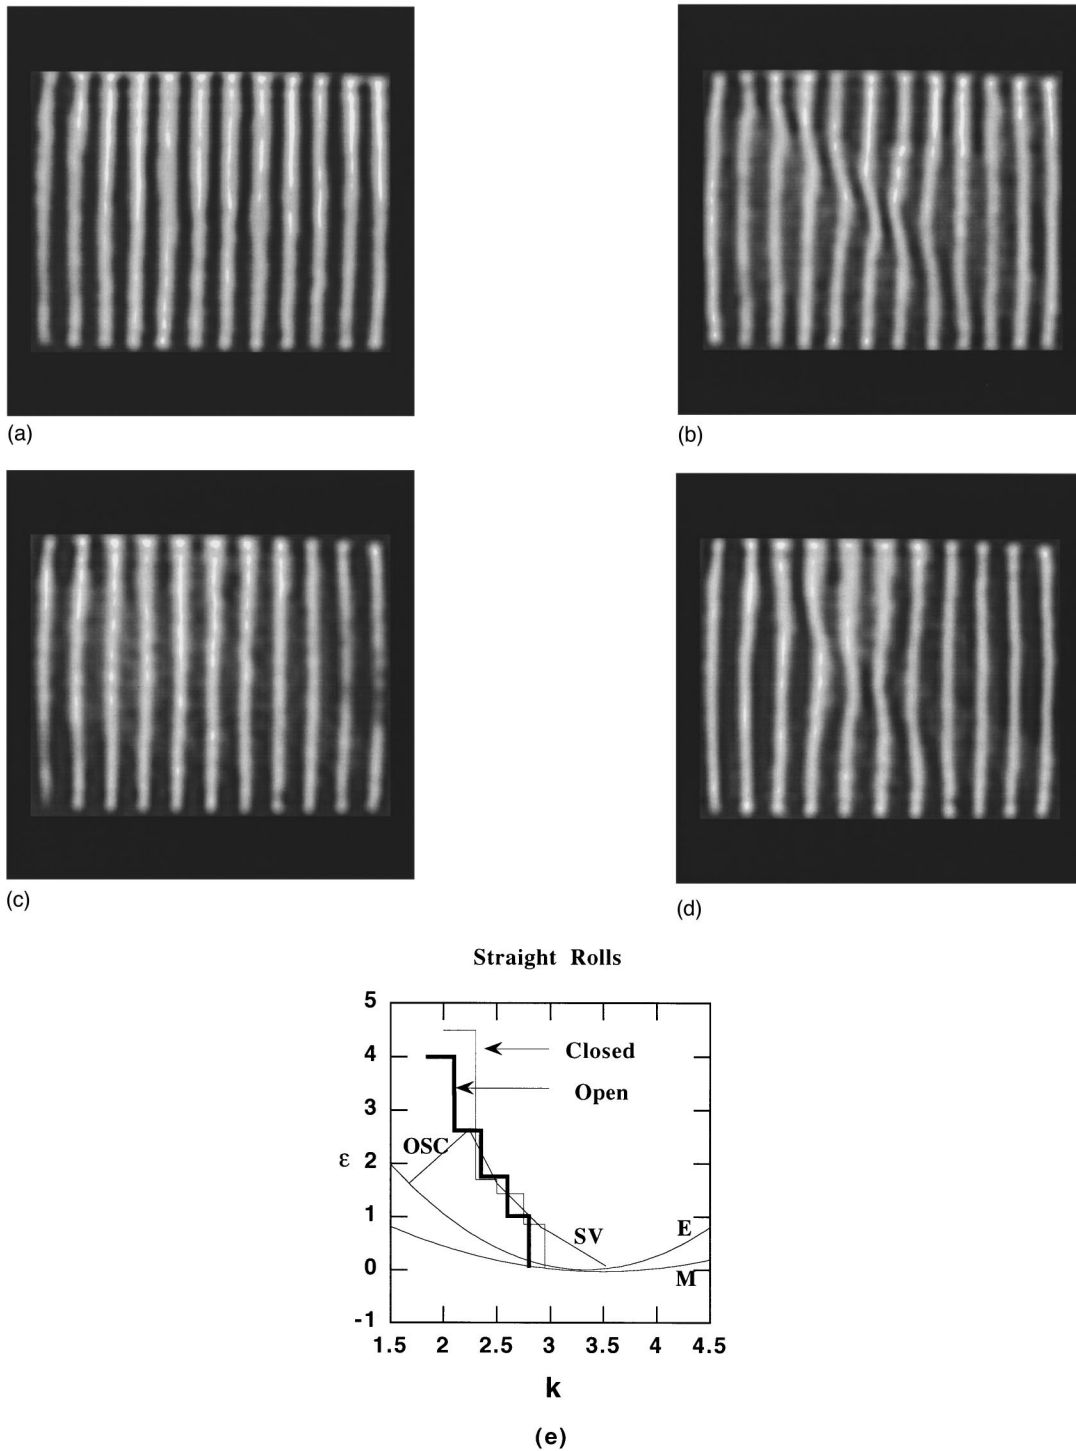 (a)
(b)
(c)
(d)
Straight Rolls
5
4
3
2
1
0
-1
ε
Closed
Open
OSC
SV
E
M
1.5 2 2.5 3 3.5 4 4.5
k
(e)